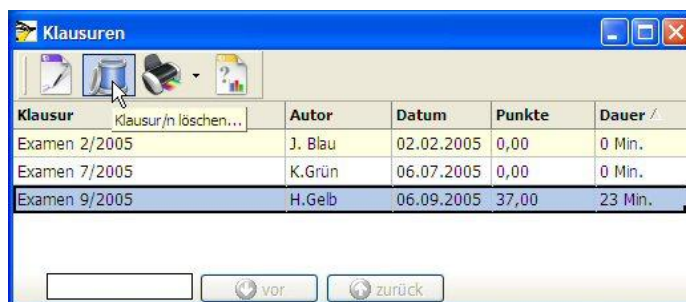 Klausuren
?
Klausur Autor Datum Punkte Dauer
Klausur/n löschen...
Examen 2/2005 J. Blau 02.02.2005 0,00 0 Min.
Examen 7/2005 K.Grün 06.07.2005 0,00 0 Min.
Examen 9/2005 H.Gelb 06.09.2005 37,00 23 Min.
vor zurück